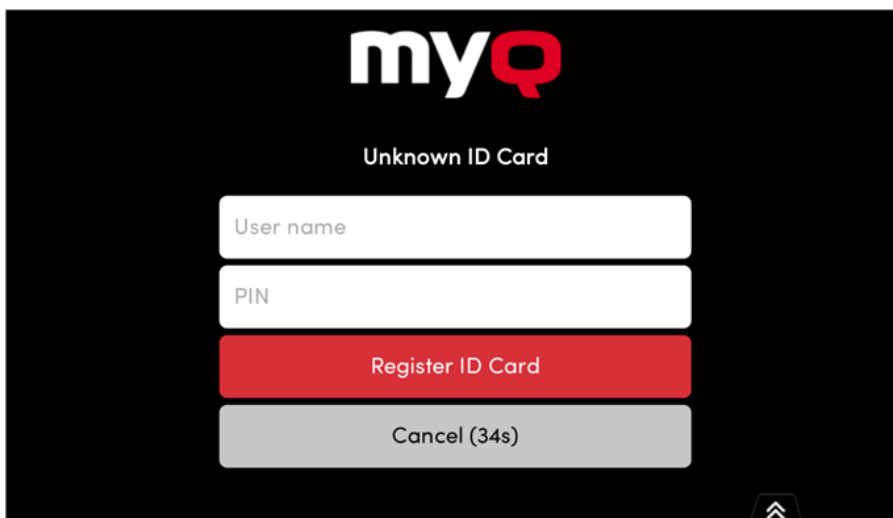 myQ
Unknown ID Card
User name
PIN
Register ID Card
Cancel (34s)